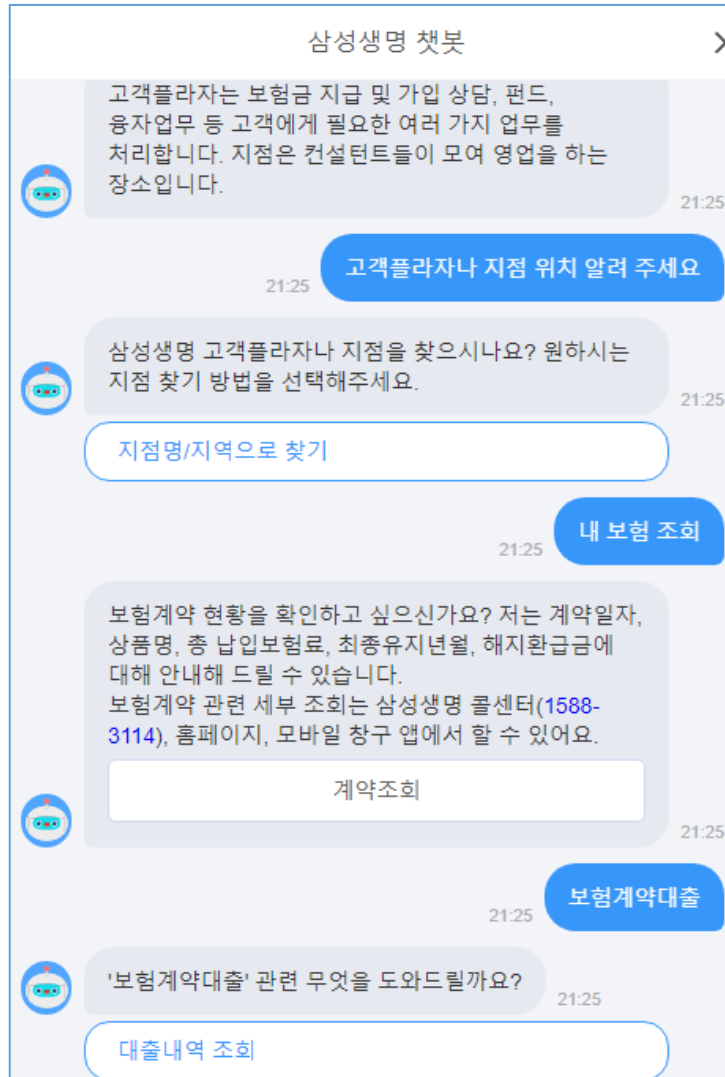 삼성생명 챗봇
고객플라자는 보험금 지급 및 가입 상담, 펀드,
융자업무 등 고객에게 필요한 여러 가지 업무를
처리합니다. 지점은 컨설턴트들이 모여 영업을 하는
장소입니다.
21:25
고객플라자나 지점 위치 알려 주세요
21:25
삼성생명 고객플라자나 지점을 찾으시나요? 원하시는
지점 찾기 방법을 선택해주세요.
21:25
지점명/지역으로 찾기
내 보험 조회
21:25
보험계약 현황을 확인하고 싶으신가요? 저는 계약일자,
상품명, 총 납입보험료, 최종유지년월, 해지환급금에
대해 안내해 드릴 수 있습니다.
보험계약 관련 세부 조회는 삼성생명 콜센터(1588-
3114), 홈페이지, 모바일 창구 앱에서 할 수 있어요.
계약조회
21:25
보험계약대출
21:25
'보험계약대출' 관련 무엇을 도와드릴까요?
21:25
대출내역 조회